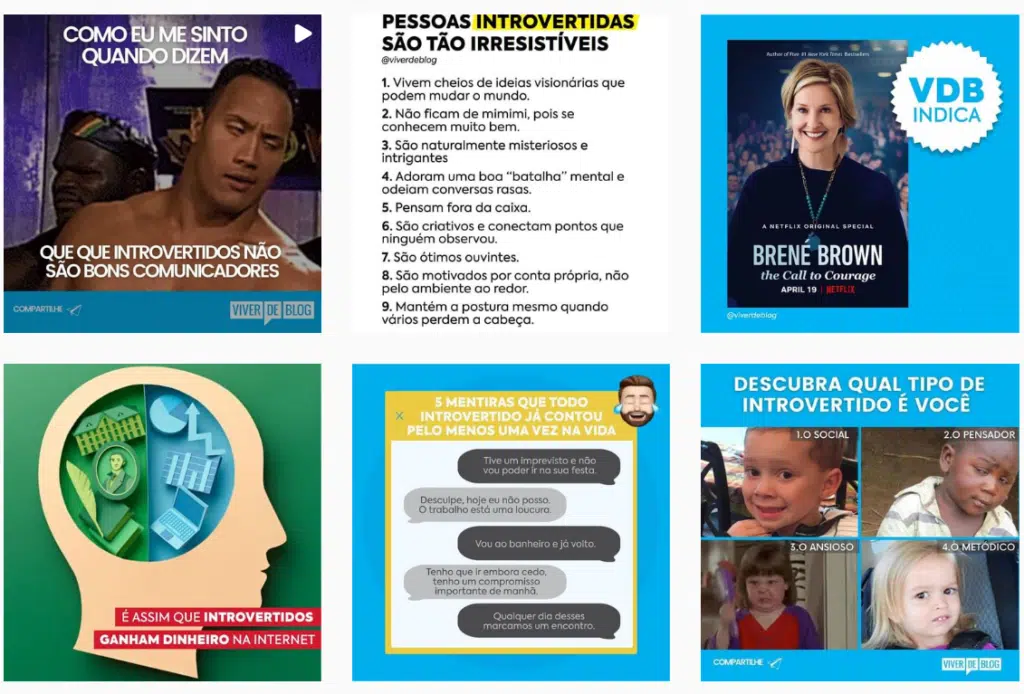 COMO EU ME SINTO
QUANDO DIZEM
QUE QUE INTROVERTIDOS NÃO
SÃO BONS COMUNICADORES
COMPARTILHE
VIVER DE BLOG
PESSOAS INTROVERTIDAS
SÃO TÃO IRRESISTÍVEIS
@viverdeblog
1. Vivem cheios de ideias visionárias que
podem mudar o mundo.
2. Não ficam de mimimi, pois se
conhecem muito bem.
3. São naturalmente misteriosos e
intrigantes
4. Adoram uma boa “batalha” mental e
odeiam conversas rasas.
5. Pensam fora da caixa.
6. São criativos e conectam pontos que
ninguém observou.
7. São ótimos ouvintes.
8. São motivados por conta própria, não
pelo ambiente ao redor.
9. Mantém a postura mesmo quando
vários perdem a cabeça.
Author of Five #1 New York Times Bestsellers
VDB
INDICA
A NETFLIX ORIGINAL SPECIAL
BRENÉ BROWN
the Call to Courage
APRIL 19 | NETFLIX
@viverdeblog
É ASSIM QUE INTROVERTIDOS
GANHAM DINHEIRO NA INTERNET
5 MENTIRAS QUE TODO
INTROVERTIDO JÁ CONTOU
PELO MENOS UMA VEZ NA VIDA
Tive um imprevisto e não
vou poder ir na sua festa.
Desculpe, hoje eu não posso.
O trabalho está uma loucura.
Vou ao banheiro e já volto.
Tenho que ir embora cedo,
tenho um compromisso
importante de manhã.
Qualquer dia desses
marcamos um encontro.
DESCUBRA QUAL TIPO DE
INTROVERTIDO É VOCÊ
1.O SOCIAL
2.O PENSADOR
3.O ANSIOSO
4.O METÓDICO
COMPARTILHE
VIVER DE BLOG